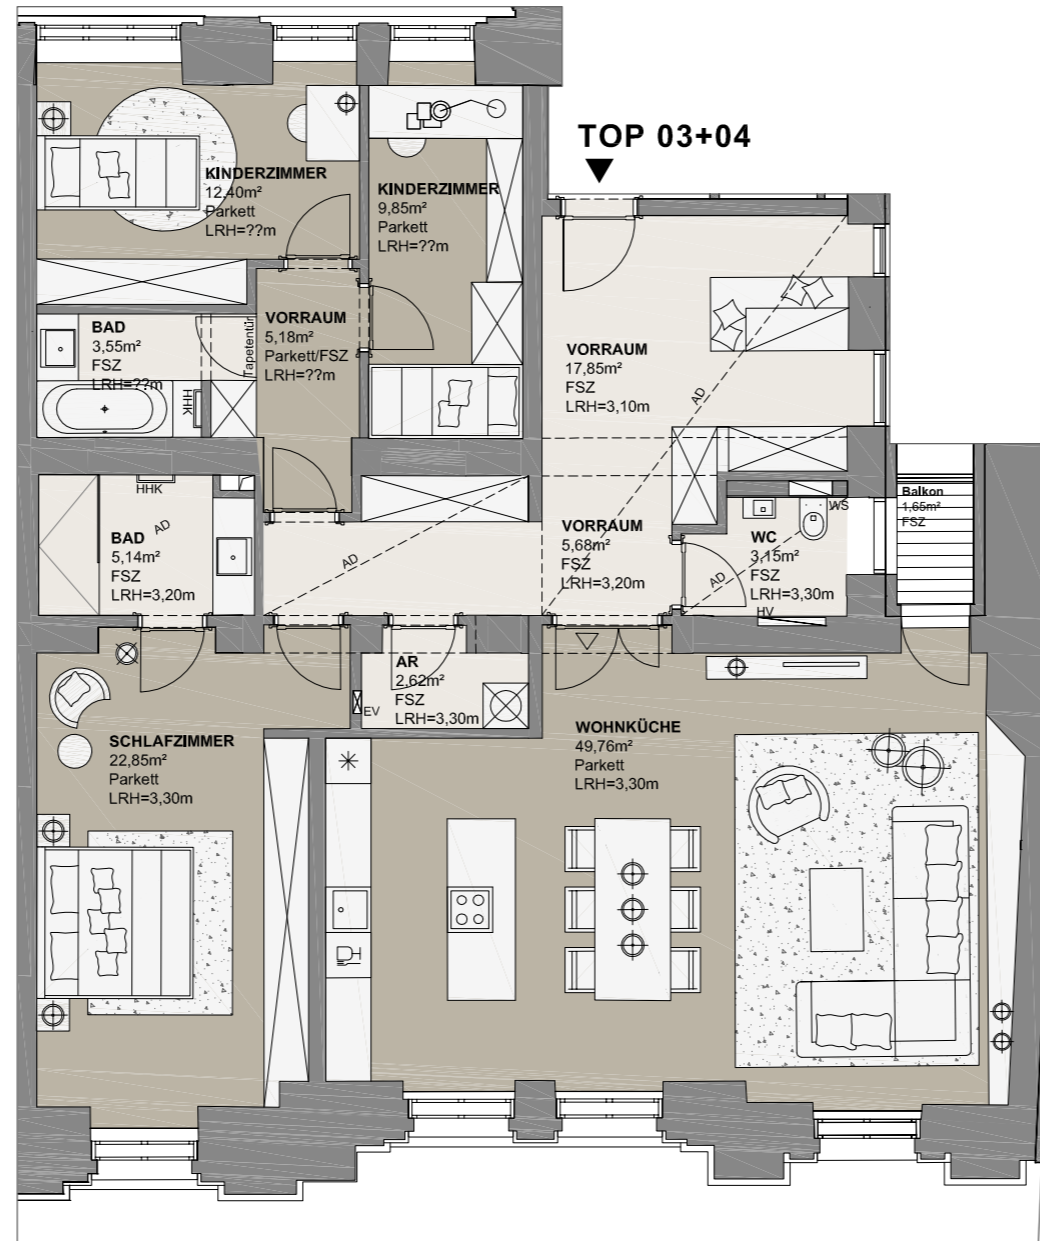 TOP 03+04
KINDERZIMMER
12,40m²
Parkett
LRH=??m
KINDERZIMMER
9,85m²
Parkett
LRH=??m
BAD
3,55m²
FSZ
LRH=??m
Tapetentür
HHK
VORRAUM
5,18m²
Parkett/FSZ
LRH=??m
VORRAUM
17,85m²
FSZ
LRH=3,10m
AD
HHK
AD
BAD
5,14m²
FSZ
LRH=3,20m
AD
VORRAUM
5,68m²
FSZ
LRH=3,20m
WS
WC
3,15m²
FSZ
LRH=3,30m
AD
HV
Balkon
1,65m²
FSZ
AR
2,62m²
FSZ
LRH=3,30m
EV
SCHLAFZIMMER
22,85m²
Parkett
LRH=3,30m
WOHNKÜCHE
49,76m²
Parkett
LRH=3,30m